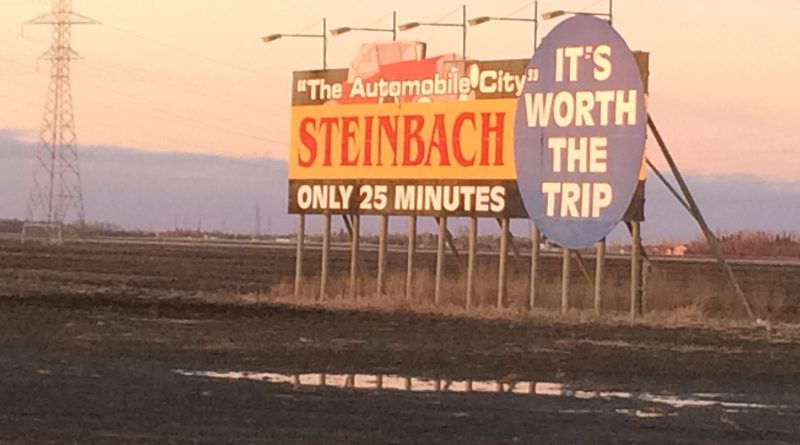 "The Automobile City"
STEINBACH
ONLY 25 MINUTES
IT'S
WORTH
THE
TRIP